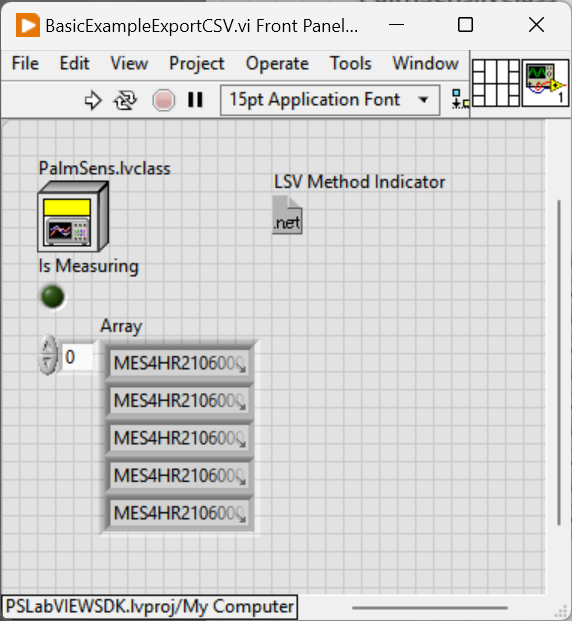 BasicExampleExportCSV.vi Front Panel...
File Edit View Project Operate Tools Window
15pt Application Font
1
PalmSens.lvclass
LSV Method Indicator
.net
Is Measuring
Array
0
MES4HR210600
MES4HR210600
MES4HR210600
MES4HR210600
MES4HR210600
PSLabVIEWSDK.lvproj/My Computer